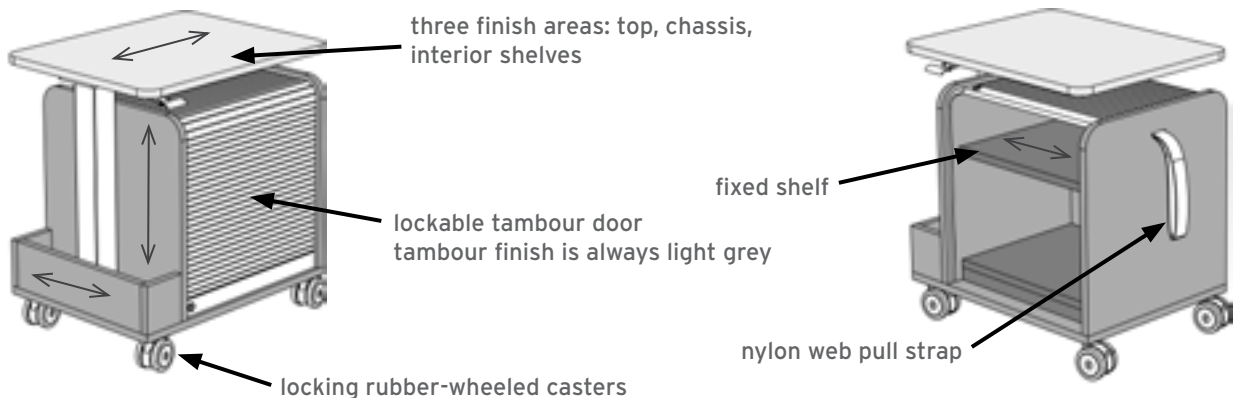 three finish areas: top, chassis,
interior shelves
fixed shelf
lockable tambour door
tambour finish is always light grey
nylon web pull strap
locking rubber-wheeled casters